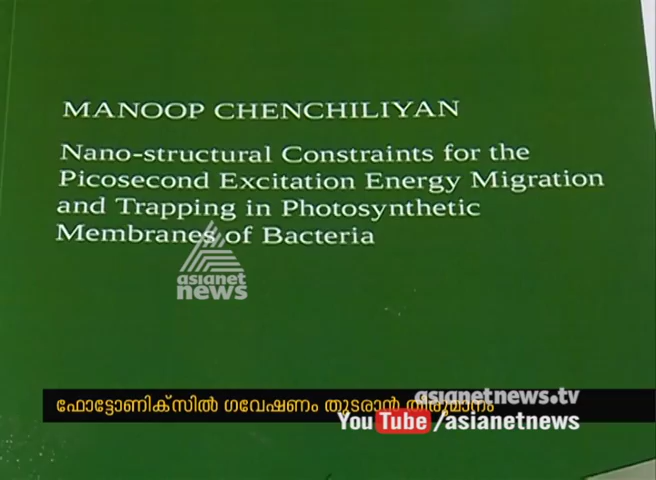 MANOOP CHENCHILIYAN
Nano-structural Constraints for the
Picosecond Excitation Energy Migration
and Trapping in Photosynthetic
Membranes of Bacteria
asianet
news
ഫോട്ടോണിക്സിൽ ഗവേഷണം തുടരാൻ തീരുമാനം
asianetnews.tv
YouTube /asianetnews